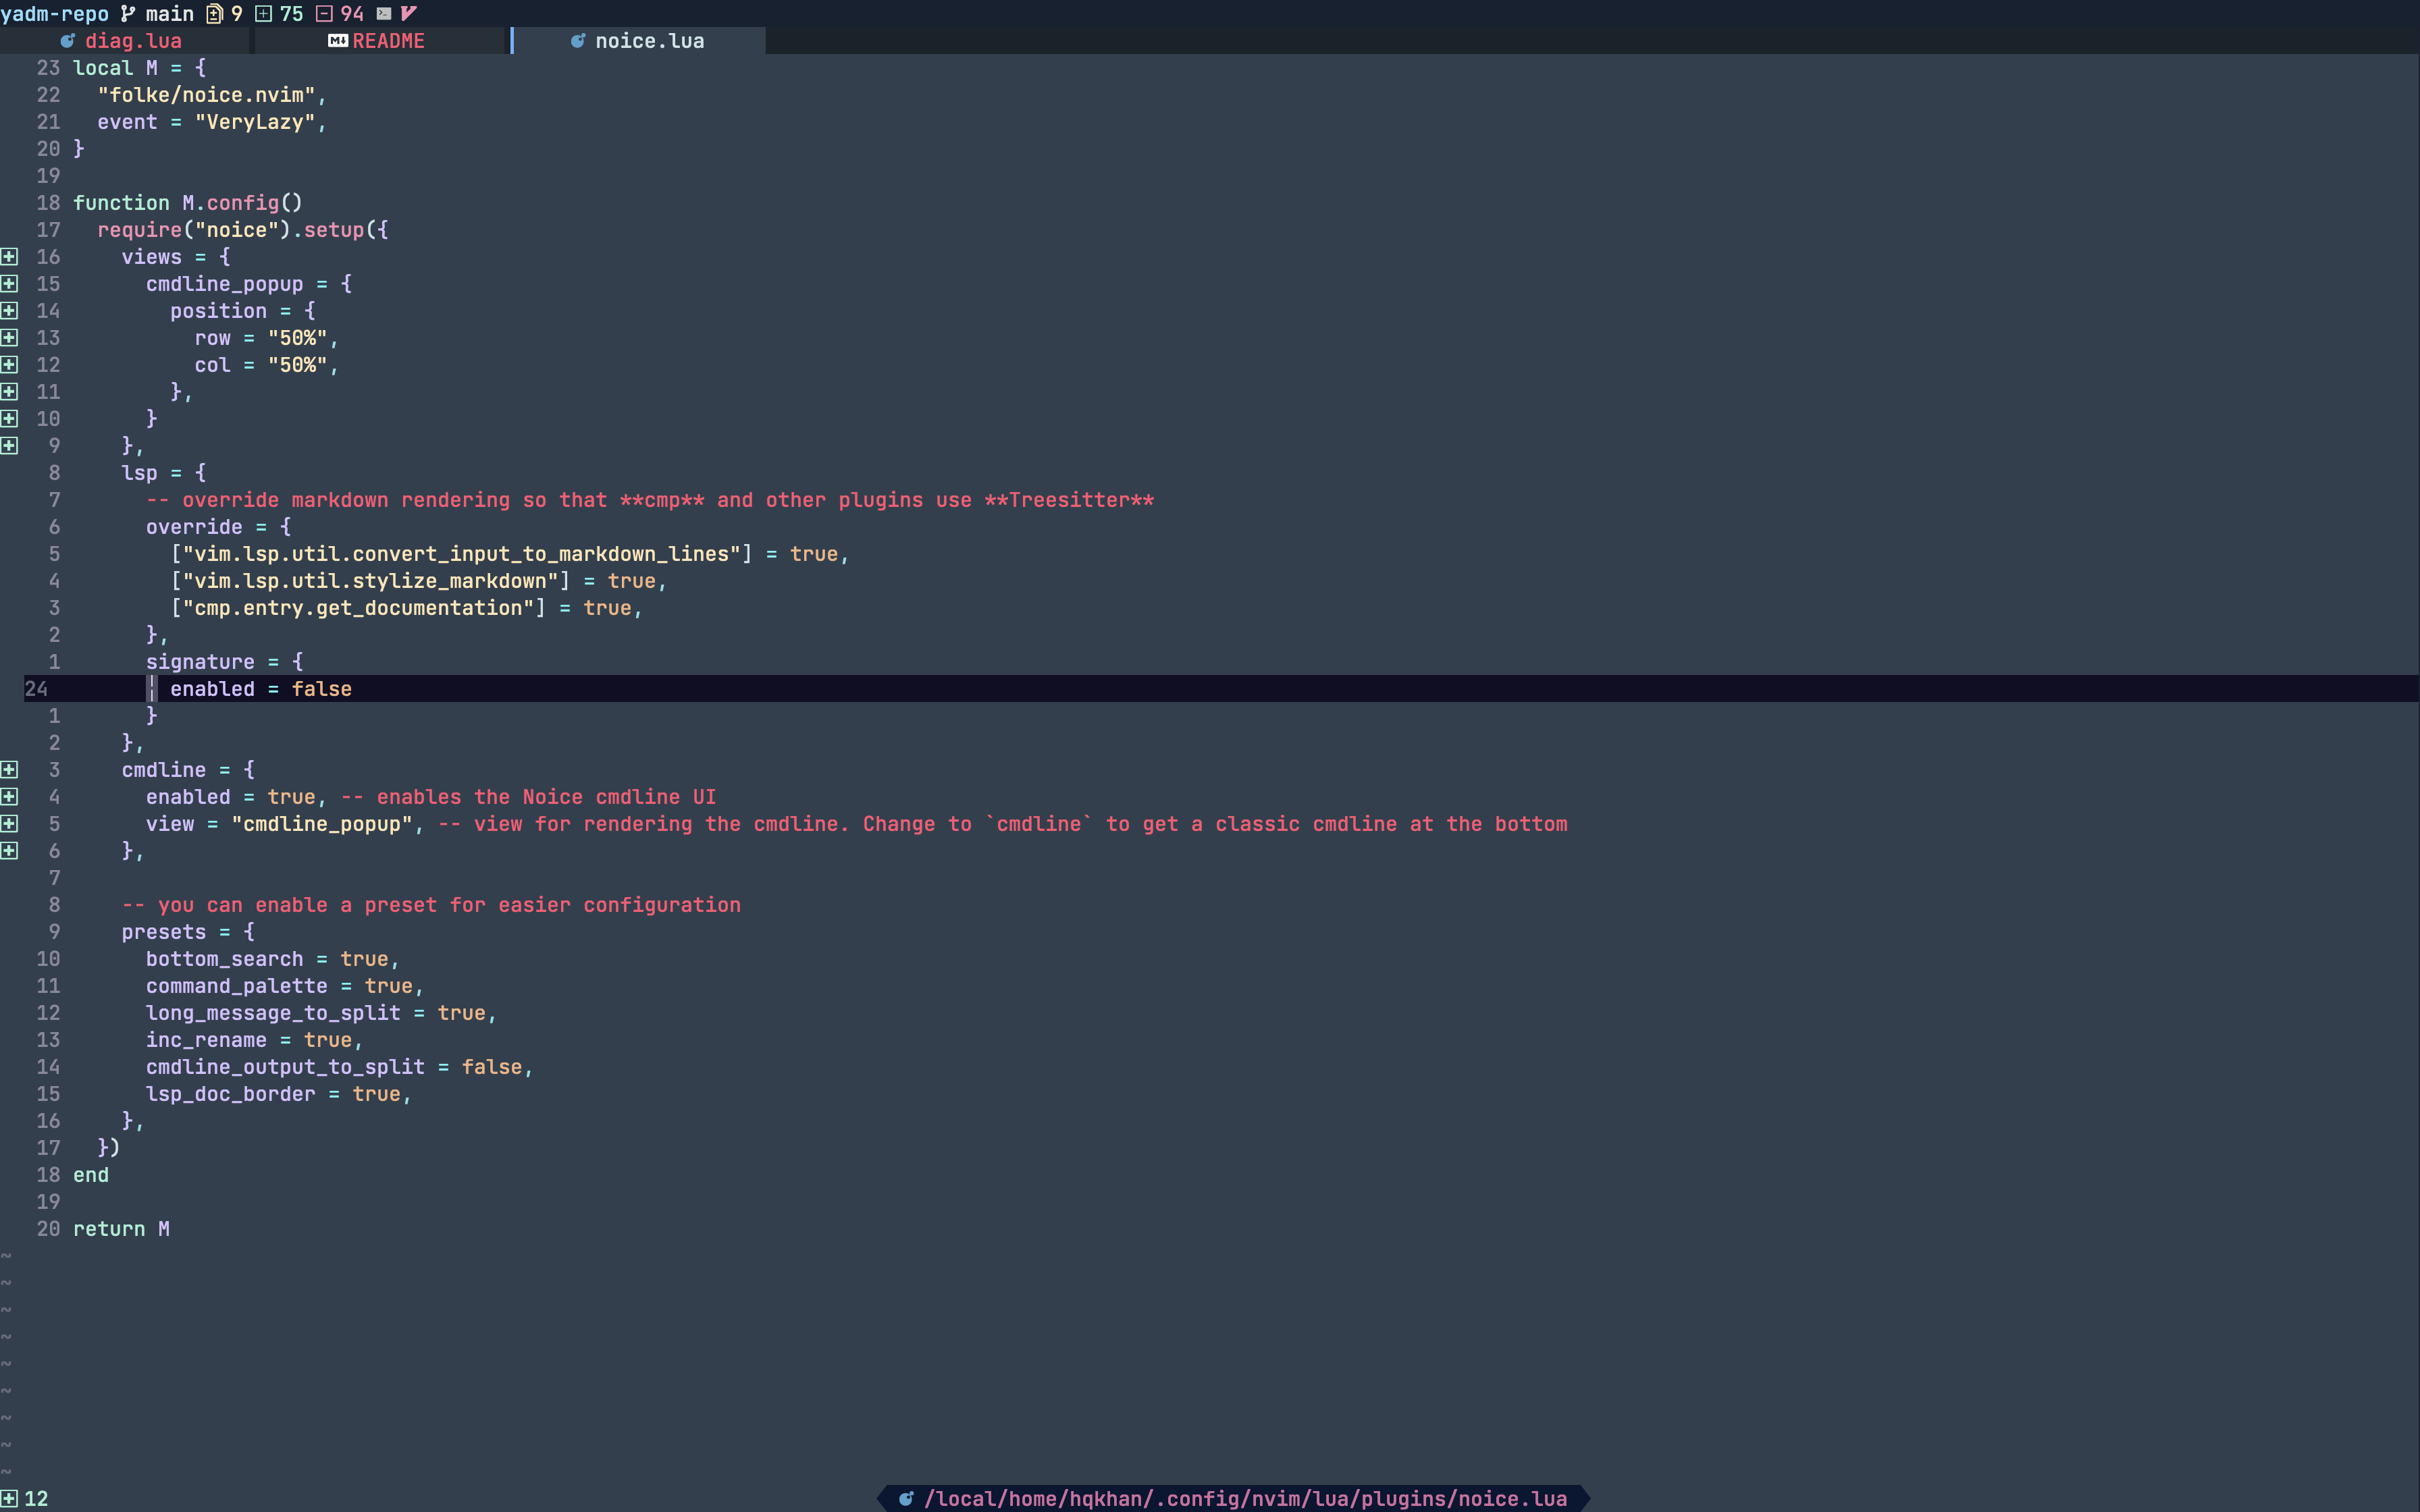 yadm-repo main 9 75 94
diag.lua README noice.lua
23 local M = {
22   "folke/noice.nvim",
21   event = "VeryLazy",
20 }
19
18 function M.config()
17   require("noice").setup({
16     views = {
15       cmdline_popup = {
14         position = {
13           row = "50%",
12           col = "50%",
11         },
10       }
9     },
8     lsp = {
7       -- override markdown rendering so that **cmp** and other plugins use **Treesitter**
6       override = {
5         ["vim.lsp.util.convert_input_to_markdown_lines"] = true,
4         ["vim.lsp.util.stylize_markdown"] = true,
3         ["cmp.entry.get_documentation"] = true,
2       },
1       signature = {
24         enabled = false
1       }
2     },
3     cmdline = {
4       enabled = true, -- enables the Noice cmdline UI
5       view = "cmdline_popup", -- view for rendering the cmdline. Change to `cmdline` to get a classic cmdline at the bottom
6     },
7
8     -- you can enable a preset for easier configuration
9     presets = {
10       bottom_search = true,
11       command_palette = true,
12       long_message_to_split = true,
13       inc_rename = true,
14       cmdline_output_to_split = false,
15       lsp_doc_border = true,
16     },
17   })
18 end
19
20 return M
~
~
~
~
~
~
~
~
~
12 /local/home/hqkhan/.config/nvim/lua/plugins/noice.lua